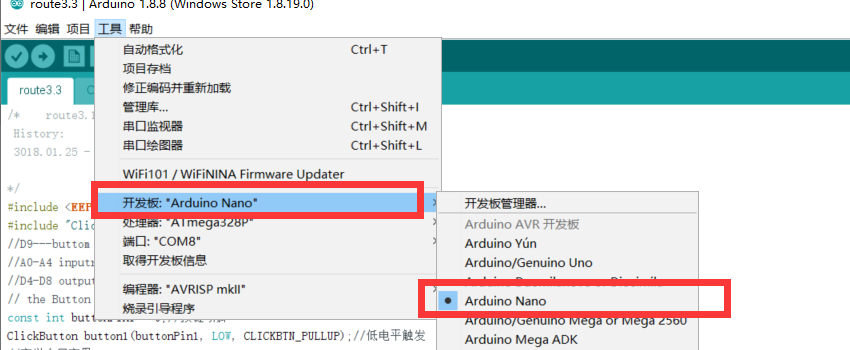 route3.3 | Arduino 1.8.8 (Windows Store 1.8.19.0)
文件 编辑 项目 工具 帮助
自动格式化 Ctrl+T
项目存档
修正编码并重新加载
管理库... Ctrl+Shift+I
串口监视器 Ctrl+Shift+M
串口绘图器 Ctrl+Shift+L
WiFi101 / WiFiNINA Firmware Updater
开发板: "Arduino Nano"
处理器: "ATmega328P"
端口: "COM8"
取得开发板信息
编程器: "AVRISP mkII"
烧录引导程序
开发板管理器...
Arduino AVR 开发板
Arduino Yún
Arduino/Genuino Uno
Arduino Nano
Arduino/Genuino Mega or Mega 2560
Arduino Mega ADK
route3.3
/* route3.1
History:
3018.01.25 -
*/
#include <EEP
#include "Clic
//D9---buttom
//A0-A4 input
//D4-D8 output
// the Button
const int
ClickButton button1(buttonPin1, LOW, CLICKBTN_PULLUP);//低电平触发